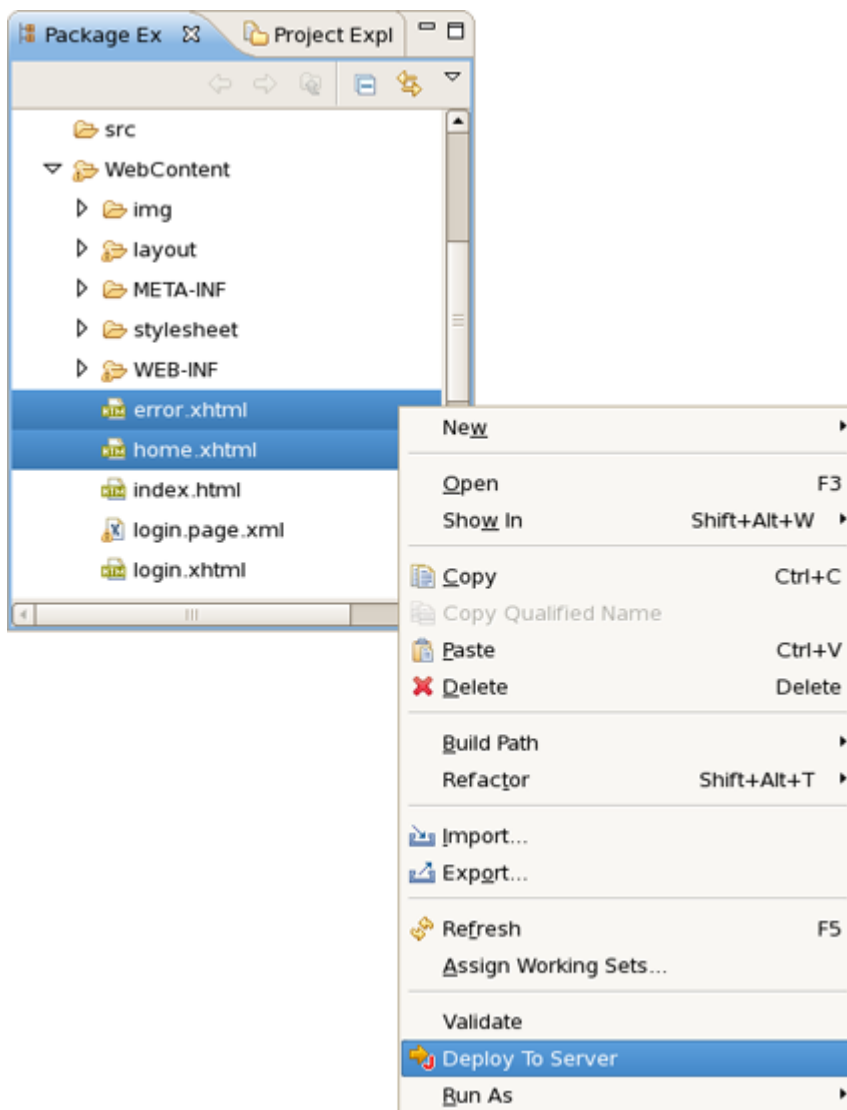 Package Ex Project Expl
src
WebContent
img
layout
META-INF
stylesheet
WEB-INF
error.xhtml
home.xhtml
index.html
login.page.xml
login.xhtml
New
Open F3
Show In Shift+Alt+W
Copy Ctrl+C
Copy Qualified Name
Paste Ctrl+V
Delete Delete
Build Path
Refactor Shift+Alt+T
Import...
Export...
Refresh F5
Assign Working Sets...
Validate
Deploy To Server
Run As